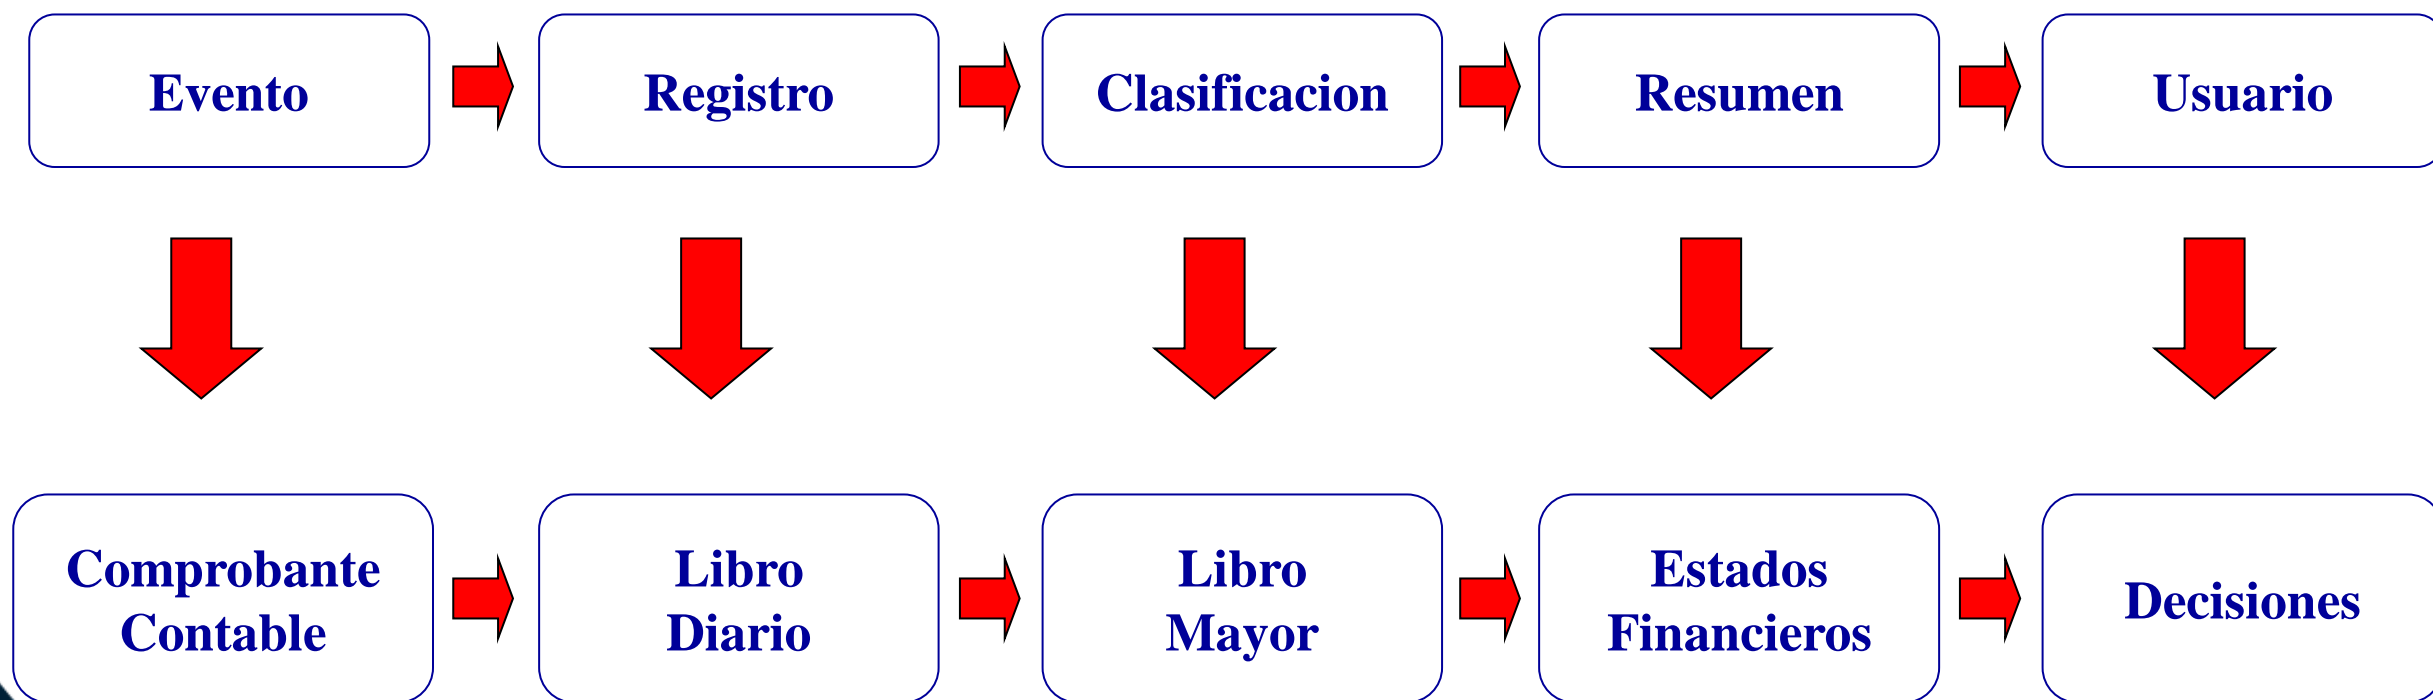 Evento
Registro
Clasificacion
Resumen
Usuario
Comprobante
Contable
Libro
Diario
Libro
Mayor
Estados
Financieros
Decisiones